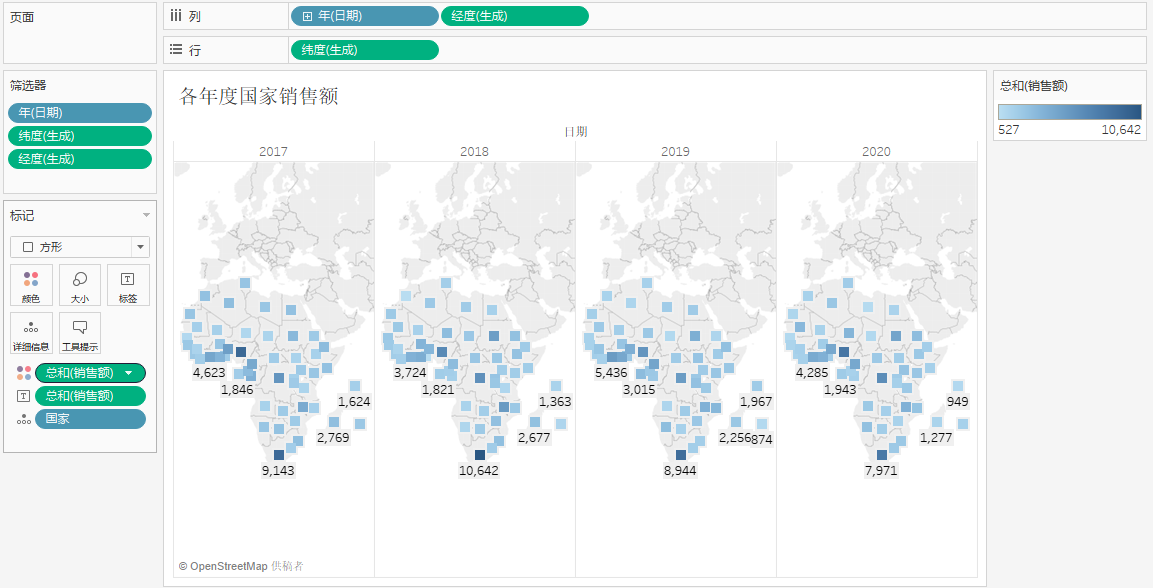 页面
列
年(日期)
经度(生成)
行
纬度(生成)
筛选器
年(日期)
纬度(生成)
经度(生成)
标记
方形
颜色
大小
标签
详细信息
工具提示
总和(销售额)
总和(销售额)
国家
各年度国家销售额
日期
2017
2018
2019
2020
4,623
1,846
1,624
2,769
9,143
3,724
1,821
1,363
2,677
10,642
5,436
3,015
1,967
2,256
874
8,944
4,285
1,943
949
1,277
7,971
© OpenStreetMap 供稿者
总和(销售额)
527
10,642